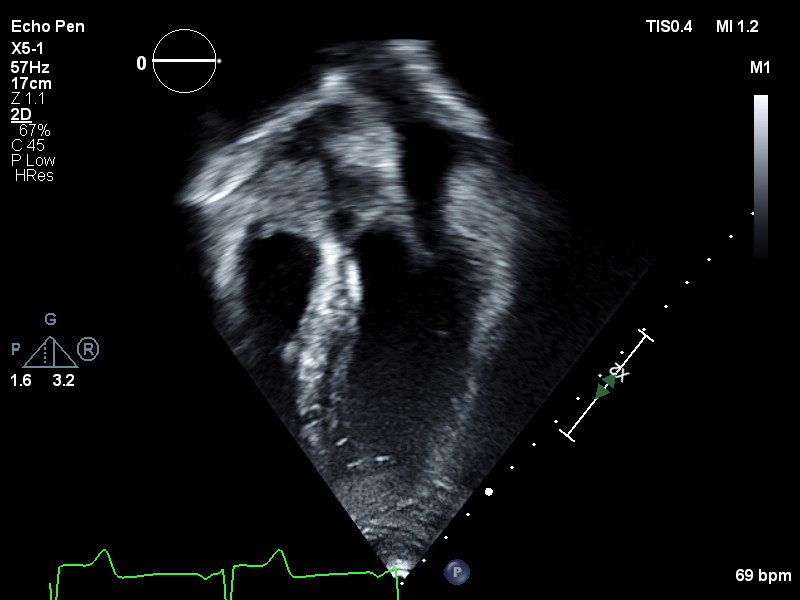 Echo Pen
X5-1
57Hz
17cm
Z 1.1
2D
67%
C 45
P Low
HRes
TIS0.4 MI 1.2
M1
0
G
P R
1.6 3.2
P
69 bpm